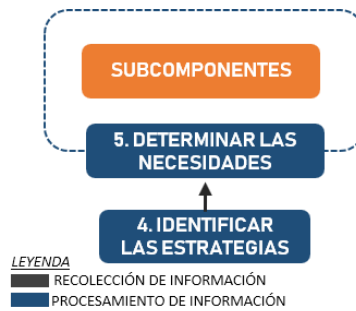 SUBCOMPONENTES
5. DETERMINAR LAS
NECESIDADES
4. IDENTIFICAR
LAS ESTRATEGIAS
LEYENDA
RECOLECCIÓN DE INFORMACIÓN
PROCESAMIENTO DE INFORMACIÓN